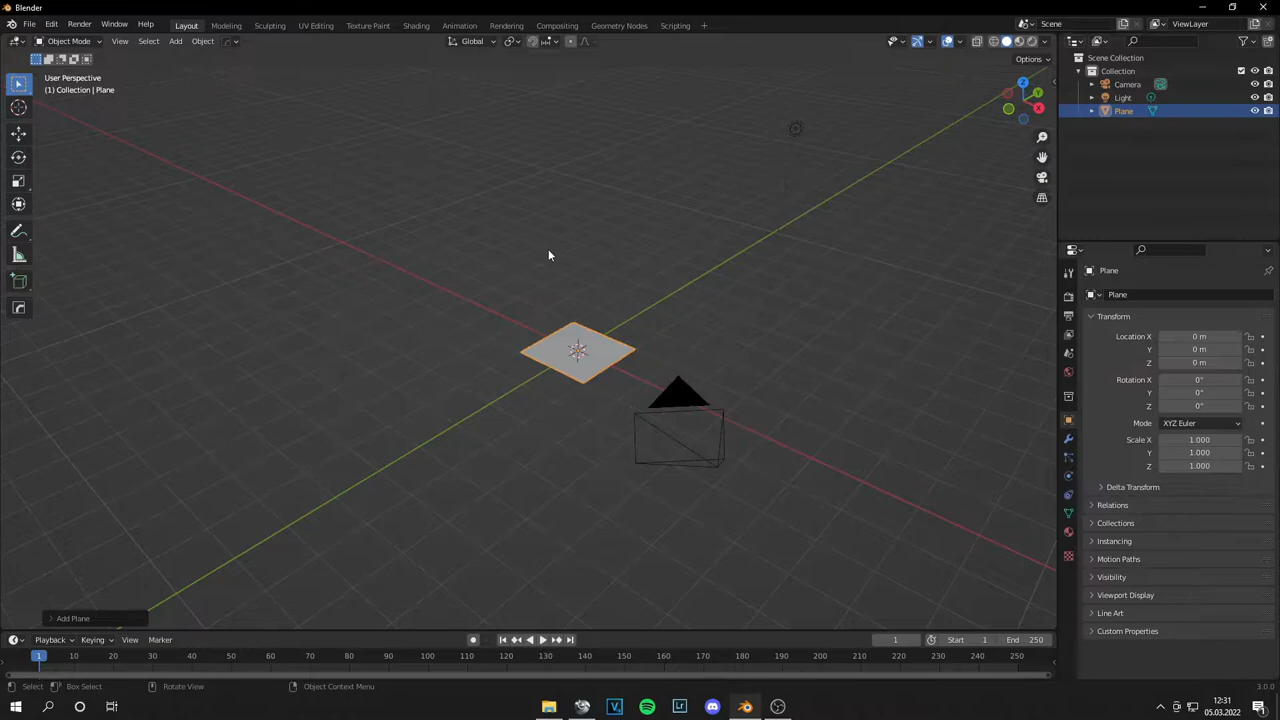 Blender
File Edit Render Window Help Layout Modeling Sculpting UV Editing Texture Paint Shading Animation Rendering Compositing Geometry Nodes Scripting + Scene ViewLayer
Object Mode View Select Add Object Global
Options
User Perspective
(1) Collection | Plane
Z
Y
X
Scene Collection
Collection
Camera
Light
Plane
Plane
Plane
Transform
Location X 0 m
Y 0 m
Z 0 m
Rotation X 0°
Y 0°
Z 0°
Mode XYZ Euler
Scale X 1.000
Y 1.000
Z 1.000
Delta Transform
Relations
Collections
Instancing
Motion Paths
Visibility
Viewport Display
Line Art
Custom Properties
Add Plane
Playback Keying View Marker 1 Start 1 End 250
1 10 20 30 40 50 60 70 80 90 100 110 120 130 140 150 160 170 180 190 200 210 220 230 240 250
Select Box Select Rotate View Object Context Menu 3.0.0
V Lr
12:31
05.03.2022
1